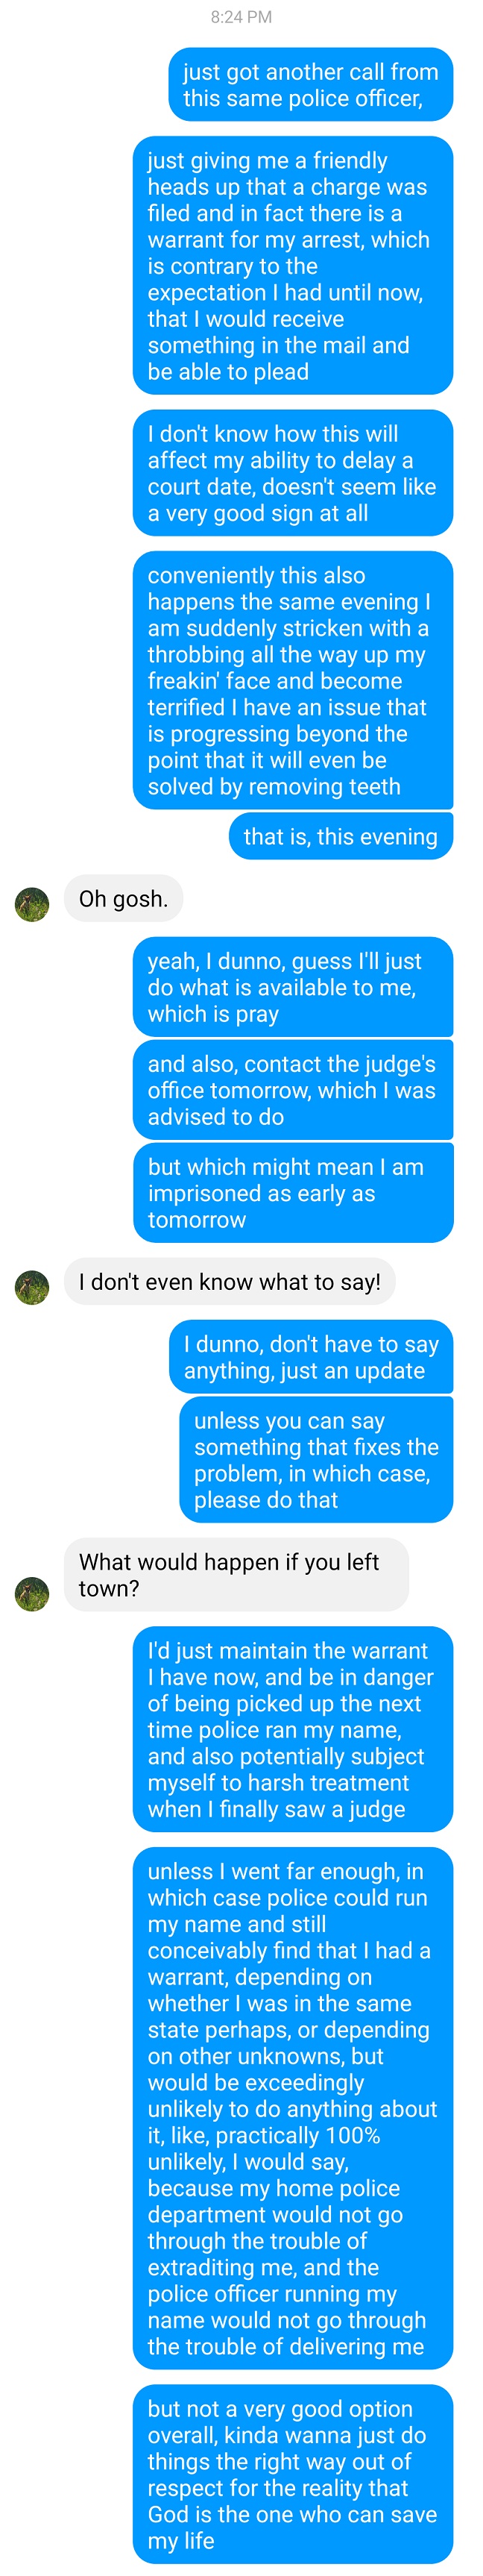 8:24 PM
just got another call from
this same police officer,
just giving me a friendly
heads up that a charge was
filed and in fact there is a
warrant for my arrest, which
is contrary to the
expectation I had until now,
that I would receive
something in the mail and
be able to plead
I don't know how this will
affect my ability to delay a
court date, doesn't seem like
a very good sign at all
conveniently this also
happens the same evening I
am suddenly stricken with a
throbbing all the way up my
freakin' face and become
terrified I have an issue that
is progressing beyond the
point that it will even be
solved by removing teeth
that is, this evening
Oh gosh.
yeah, I dunno, guess I'll just
do what is available to me,
which is pray
and also, contact the judge's
office tomorrow, which I was
advised to do
but which might mean I am
imprisoned as early as
tomorrow
I don't even know what to say!
I dunno, don't have to say
anything, just an update
unless you can say
something that fixes the
problem, in which case,
please do that
What would happen if you left
town?
I'd just maintain the warrant
I have now, and be in danger
of being picked up the next
time police ran my name,
and also potentially subject
myself to harsh treatment
when I finally saw a judge
unless I went far enough, in
which case police could run
my name and still
conceivably find that I had a
warrant, depending on
whether I was in the same
state perhaps, or depending
on other unknowns, but
would be exceedingly
unlikely to do anything about
it, like, practically 100%
unlikely, I would say,
because my home police
department would not go
through the trouble of
extraditing me, and the
police officer running my
name would not go through
the trouble of delivering me
but not a very good option
overall, kinda wanna just do
things the right way out of
respect for the reality that
God is the one who can save
my life